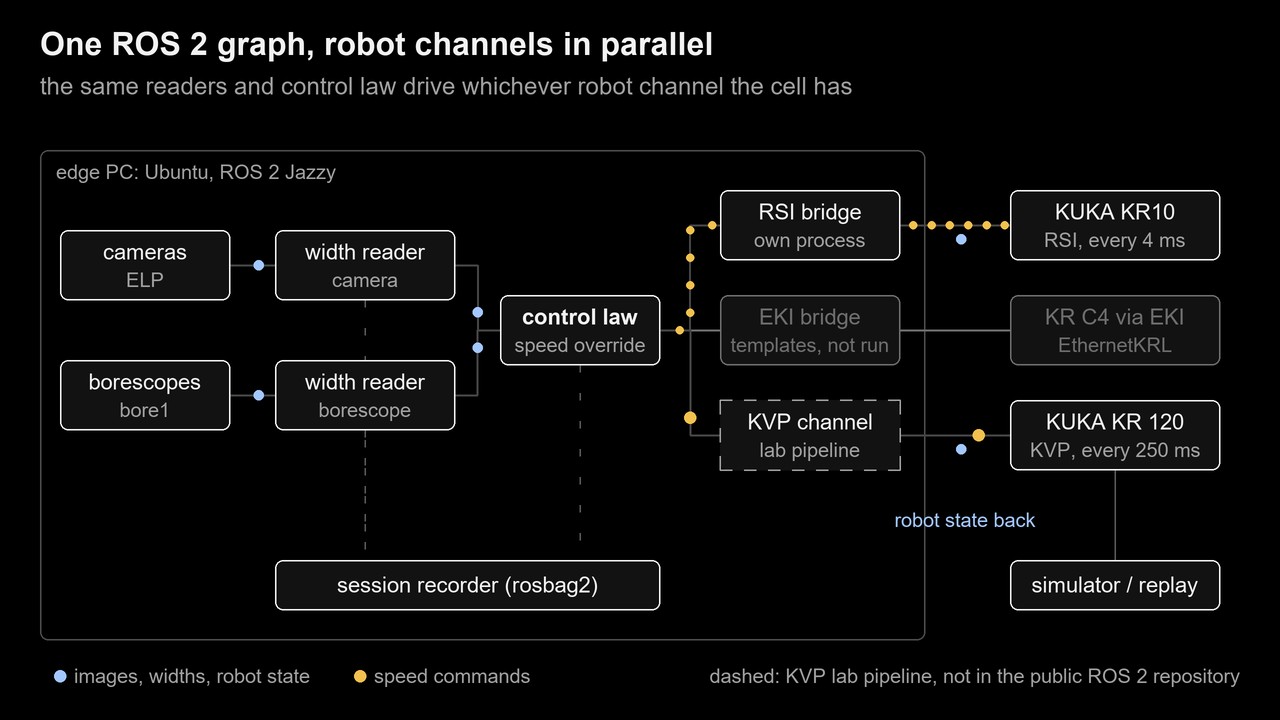 One ROS 2 graph, robot channels in parallel
the same readers and control law drive whichever robot channel the cell has
edge PC: Ubuntu, ROS 2 Jazzy
cameras
ELP
width reader
camera
borescopes
bore1
width reader
borescope
control law
speed override
RSI bridge
own process
EKI bridge
templates, not run
KVP channel
lab pipeline
KUKA KR10
RSI, every 4 ms
KR C4 via EKI
EthernetKRL
KUKA KR 120
KVP, every 250 ms
robot state back
session recorder (rosbag2)
simulator / replay
images, widths, robot state
speed commands
dashed: KVP lab pipeline, not in the public ROS 2 repository